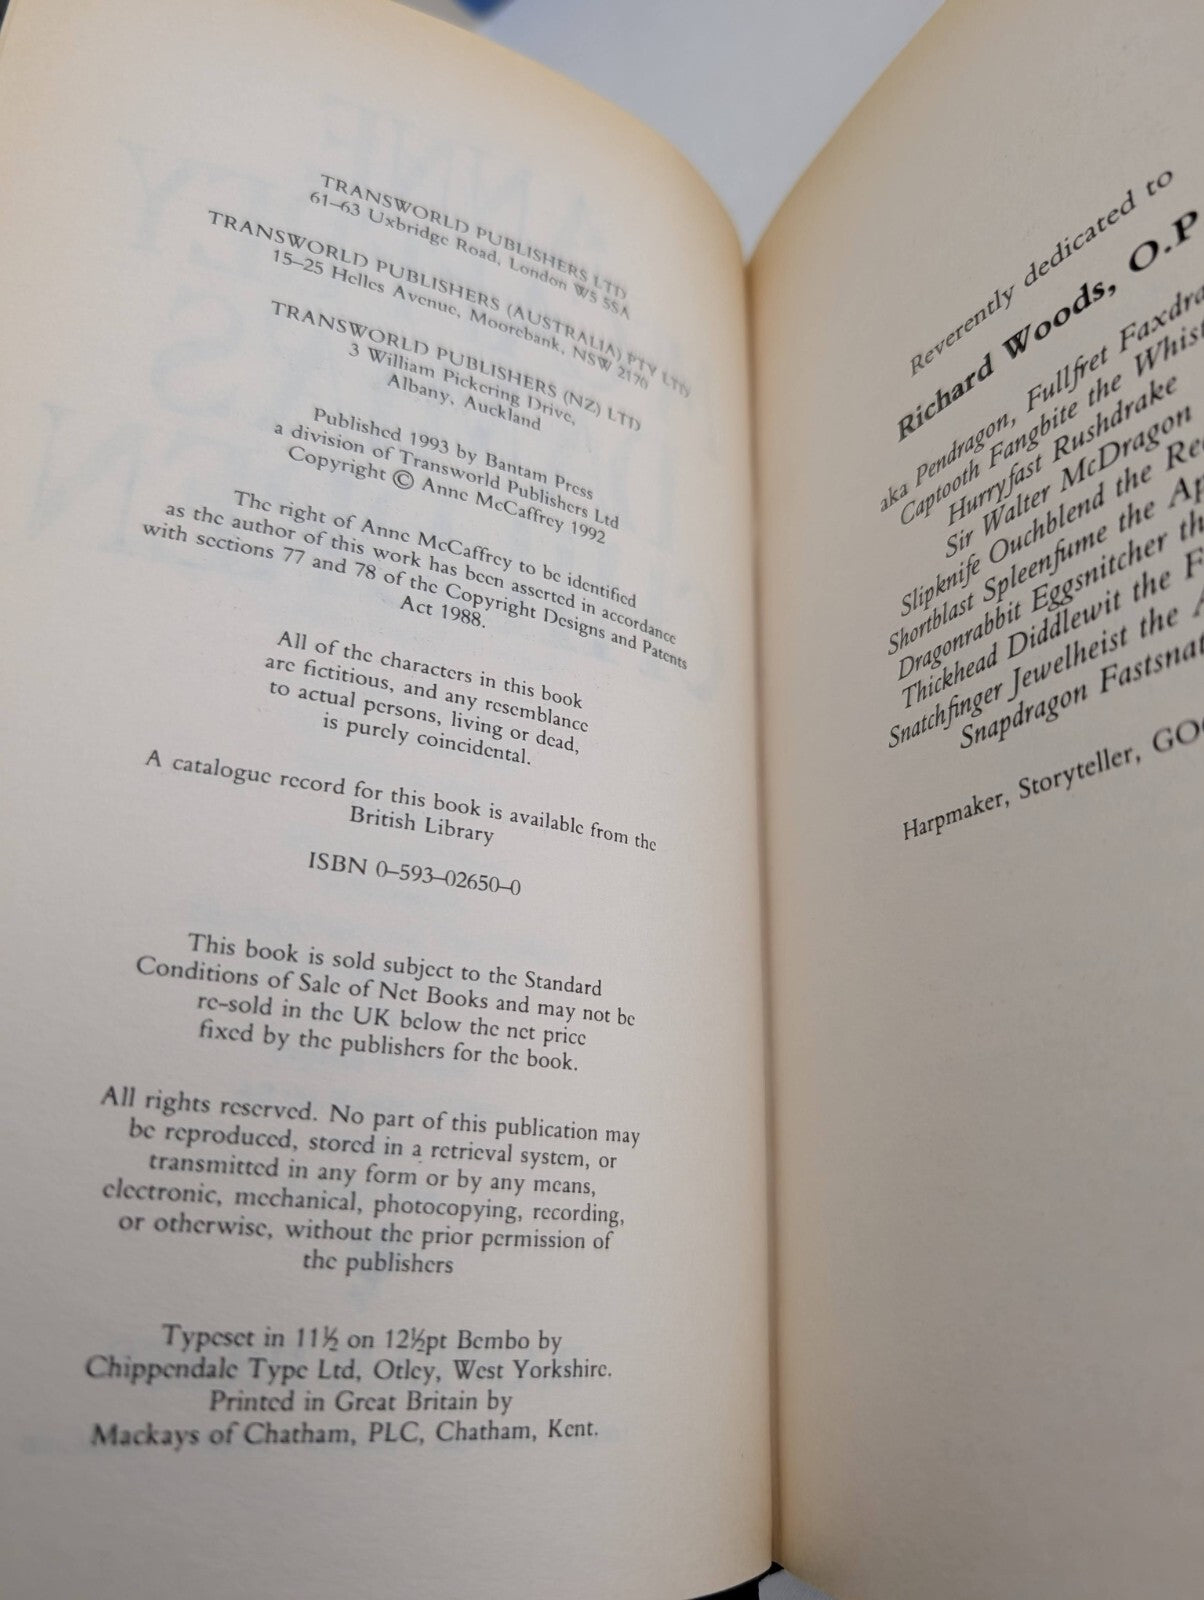 TRANSWORLD PUBLISHERS LTD
61–63 Uxbridge Road, London W5 5SA
TRANSWORLD PUBLISHERS (AUSTRALIA) PTY LTD
15–25 Helles Avenue, Moorebank, NSW 2170
TRANSWORLD PUBLISHERS (NZ) LTD
3 William Pickering Drive,
Albany, Auckland
Published 1993 by Bantam Press
a division of Transworld Publishers Ltd
Copyright © Anne McCaffrey 1992
The right of Anne McCaffrey to be identified
as the author of this work has been asserted in accordance
with sections 77 and 78 of the Copyright Designs and Patents
Act 1988.
All of the characters in this book
are fictitious, and any resemblance
to actual persons, living or dead,
is purely coincidental.
A catalogue record for this book is available from the
British Library
ISBN 0–593–02650–0
This book is sold subject to the Standard
Conditions of Sale of Net Books and may not be
re-sold in the UK below the net price
fixed by the publishers for the book.
All rights reserved. No part of this publication may
be reproduced, stored in a retrieval system, or
transmitted in any form or by any means,
electronic, mechanical, photocopying, recording,
or otherwise, without the prior permission of
the publishers
Typeset in 11½ on 12½pt Bembo by
Chippendale Type Ltd, Otley, West Yorkshire.
Printed in Great Britain by
Mackays of Chatham, PLC, Chatham, Kent.
Reverently dedicated to
Richard Woods, O.P
aka Pendragon, Fullfret Faxdra
Captooth Fangbite the Whist
Hurryfast Rushdrake
Sir Walter McDragon
Slipknife Ouchblend the Re
Shortblast Spleenfume the Ap
Dragonrabbit Eggsnitcher th
Thickhead Diddlewit the F
Snatchfinger Jewelheist the A
Snapdragon Fastsnat
Harpmaker, Storyteller, GO